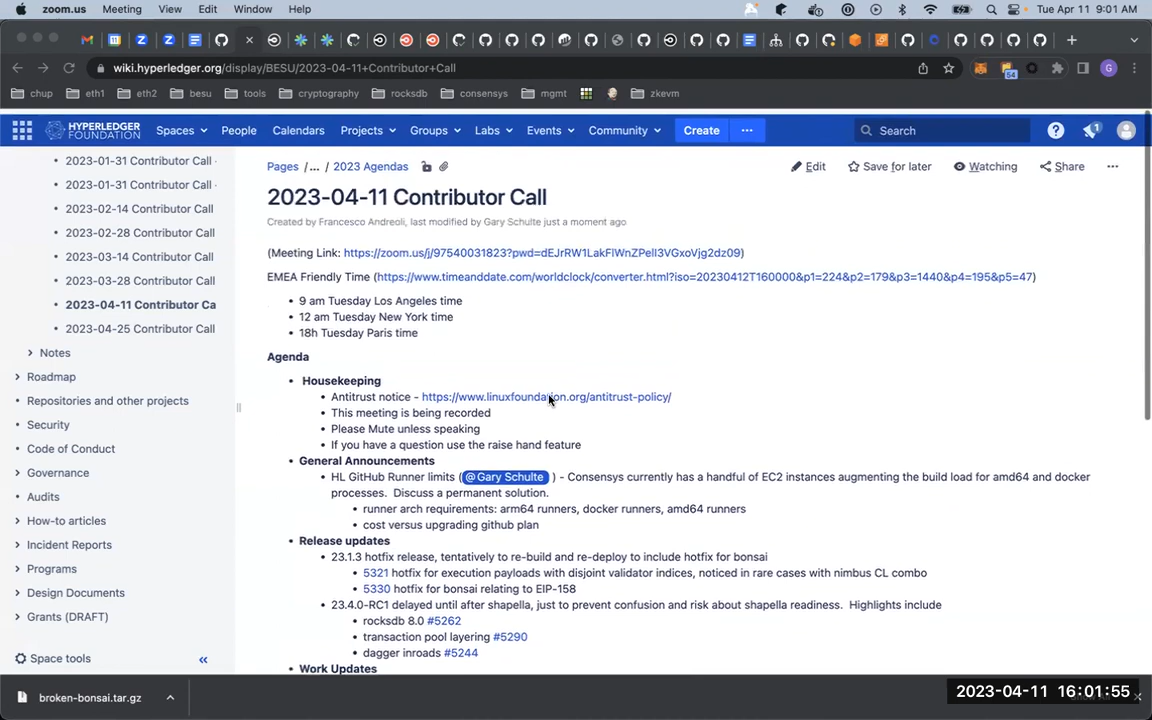 zoom.us Meeting View Edit Window Help Tue Apr 11 9:01 AM
wiki.hyperledger.org/display/BESU/2023-04-11+Contributor+Call
54
G
chup eth1 eth2 besu tools cryptography rocksdb consensys mgmt zkevm
HYPERLEDGER FOUNDATION Spaces People Calendars Projects Groups Labs Events Community Create Search 1
2023-01-31 Contributor Call -
2023-01-31 Contributor Call -
2023-02-14 Contributor Call
2023-02-28 Contributor Call
2023-03-14 Contributor Call
2023-03-28 Contributor Call
2023-04-11 Contributor Ca
2023-04-25 Contributor Call
Notes
Roadmap
Repositories and other projects
Security
Code of Conduct
Governance
Audits
How-to articles
Incident Reports
Programs
Design Documents
Grants (DRAFT)
Space tools
Pages /... / 2023 Agendas Edit Save for later Watching Share
2023-04-11 Contributor Call
Created by Francesco Andreoli, last modified by Gary Schulte just a moment ago
(Meeting Link: https://zoom.us/j/97540031823?pwd=dEJrRW1LakFlWnZPell3VGxoVjg2dz09)
EMEA Friendly Time (https://www.timeanddate.com/worldclock/converter.html?iso=20230412T160000&p1=224&p2=179&p3=1440&p4=195&p5=47)
9 am Tuesday Los Angeles time
12 am Tuesday New York time
18h Tuesday Paris time
Agenda
Housekeeping
Antitrust notice - https://www.linuxfoundation.org/antitrust-policy/
This meeting is being recorded
Please Mute unless speaking
If you have a question use the raise hand feature
General Announcements
HL GitHub Runner limits (@Gary Schulte ) - Consensys currently has a handful of EC2 instances augmenting the build load for amd64 and docker
processes. Discuss a permanent solution.
runner arch requirements: arm64 runners, docker runners, amd64 runners
cost versus upgrading github plan
Release updates
23.1.3 hotfix release, tentatively to re-build and re-deploy to include hotfix for bonsai
5321 hotfix for execution payloads with disjoint validator indices, noticed in rare cases with nimbus CL combo
5330 hotfix for bonsai relating to EIP-158
23.4.0-RC1 delayed until after shapella, just to prevent confusion and risk about shapella readiness. Highlights include
rocksdb 8.0 #5262
transaction pool layering #5290
dagger inroads #5244
Work Updates
broken-bonsai.tar.gz
2023-04-11 16:01:55